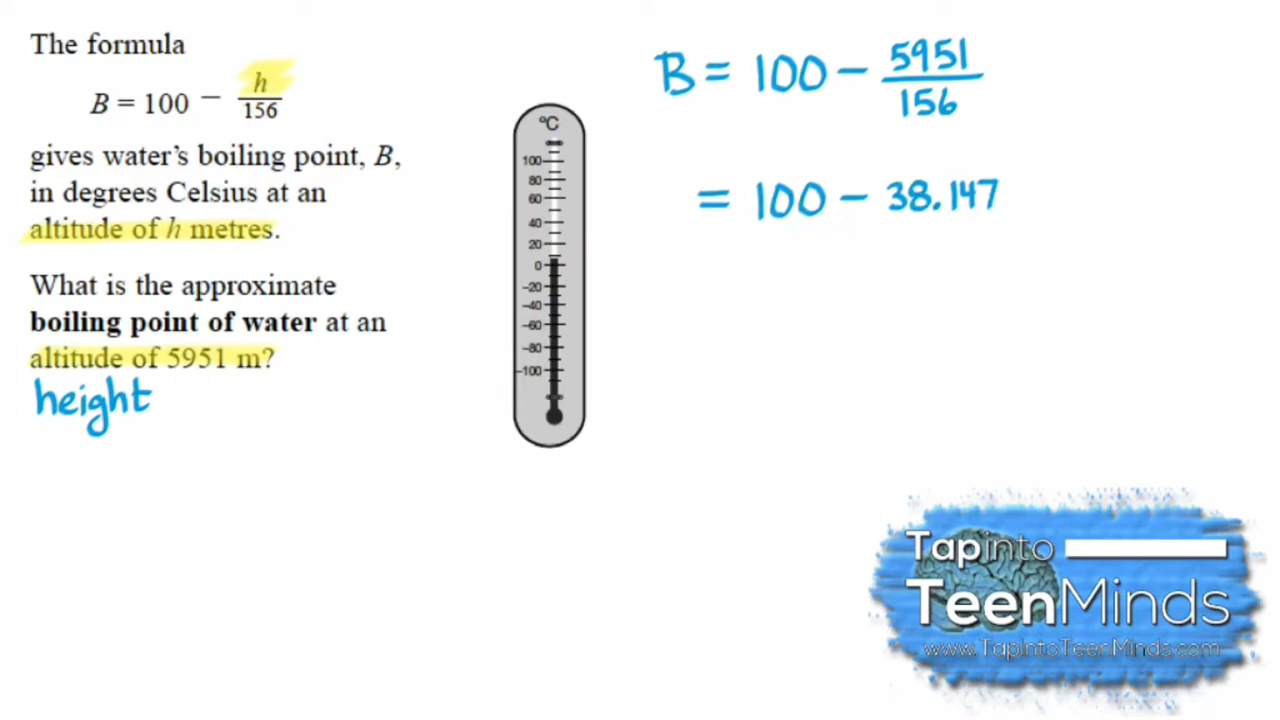 The formula
B = 100 − h/156
gives water's boiling point, B,
in degrees Celsius at an
altitude of h metres.
What is the approximate
boiling point of water at an
altitude of 5951 m?
height
°C
100
80
60
40
20
0
−20
−40
−60
−80
−100
B = 100 − 5951/156
= 100 − 38.147
Tapinto
TeenMinds
www.TapIntoTeenMinds.com